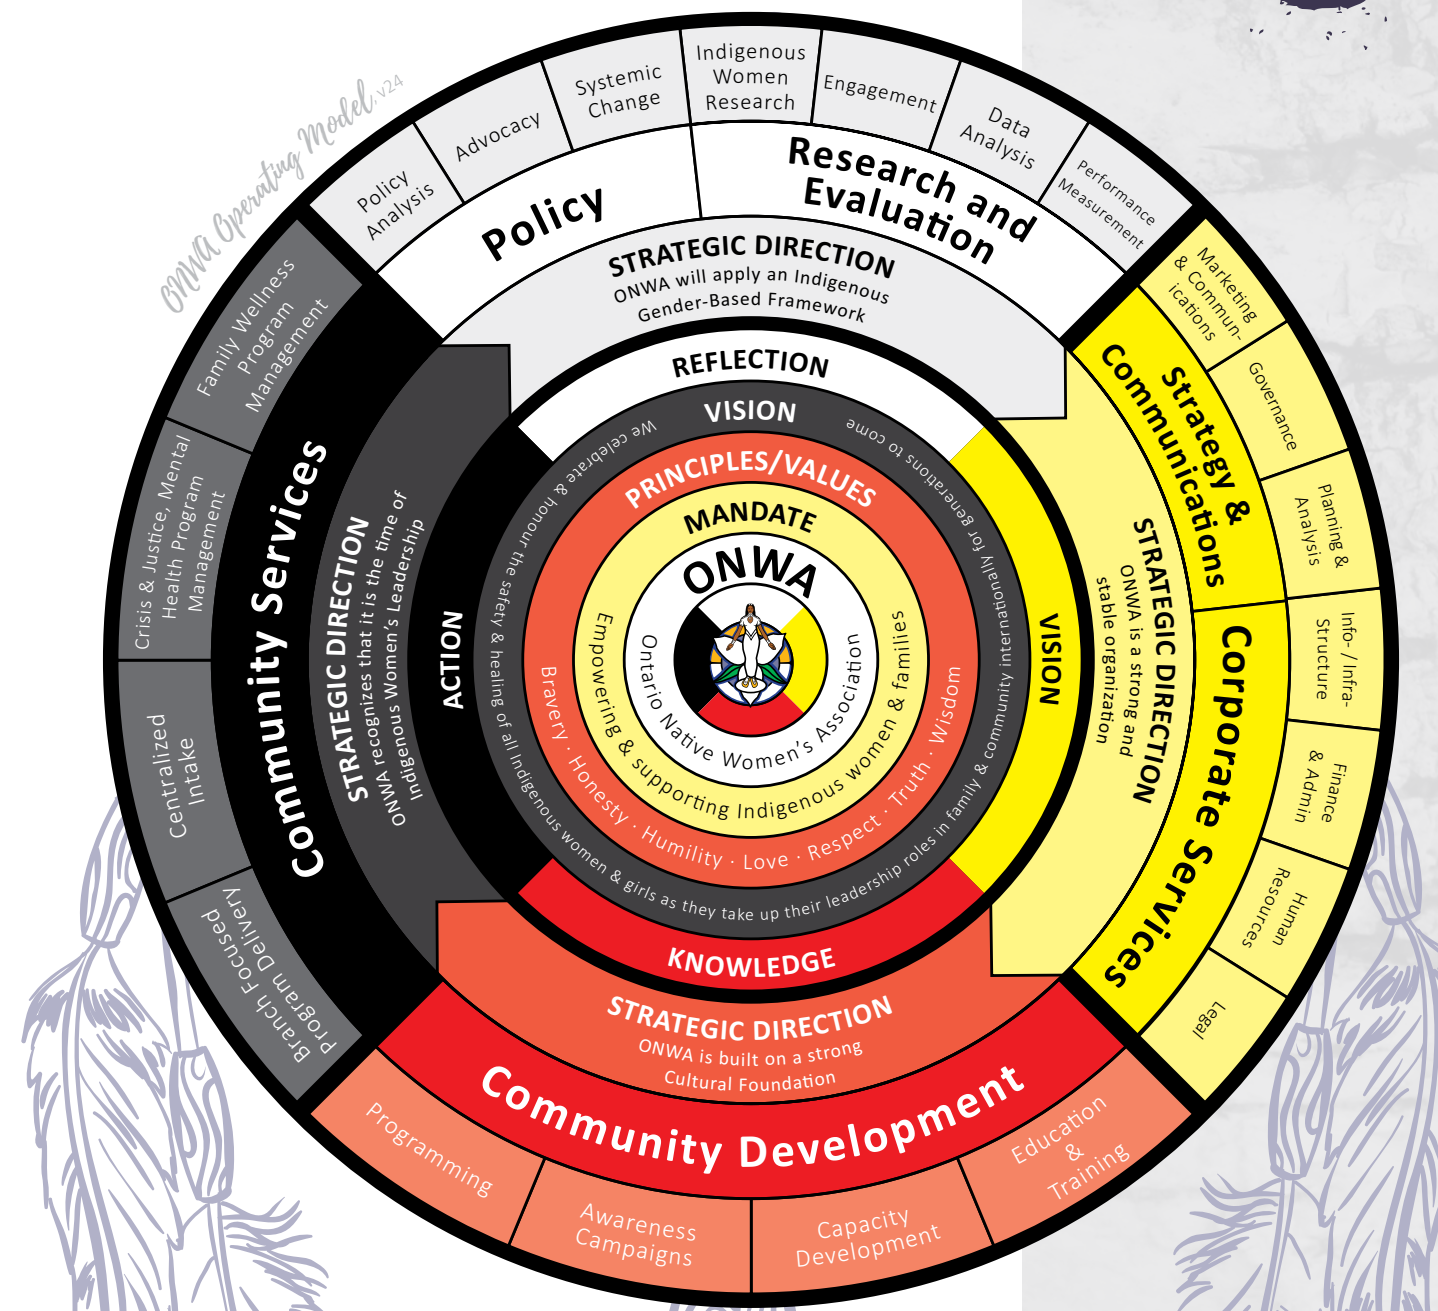 ONWA Operating Model, v24
Policy
Analysis
Advocacy
Systemic
Change
Indigenous
Women
Research
Engagement
Data
Analysis
Performance
Measurement
Policy
Research and
Evaluation
STRATEGIC DIRECTION
ONWA will apply an Indigenous
Gender-Based Framework
REFLECTION
Marketing
& Commun-
ications
Governance
Planning &
Analysis
Info- / Infra-
Structure
Finance
& Admin
Human
Resources
Legal
Strategy &
Communications
Corporate Services
STRATEGIC DIRECTION
ONWA is a strong and
stable organization
VISION
Education
&
Training
Capacity
Development
Awareness
Campaigns
Programming
Community Development
STRATEGIC DIRECTION
ONWA is built on a strong
Cultural Foundation
KNOWLEDGE
Branch Focused
Program Delivery
Centralized
Intake
Crisis & Justice, Mental
Health Program
Management
Family Wellness
Program
Management
Community Services
STRATEGIC DIRECTION
ONWA recognizes that it is the time of
Indigenous Women's Leadership
ACTION
VISION
We celebrate & honour the safety & healing of all Indigenous women & girls as they take up their leadership roles in family & community internationally for generations to come
PRINCIPLES/VALUES
Bravery · Honesty · Humility · Love · Respect · Truth · Wisdom
MANDATE
Empowering & supporting Indigenous women & families
ONWA
Ontario Native Women's Association